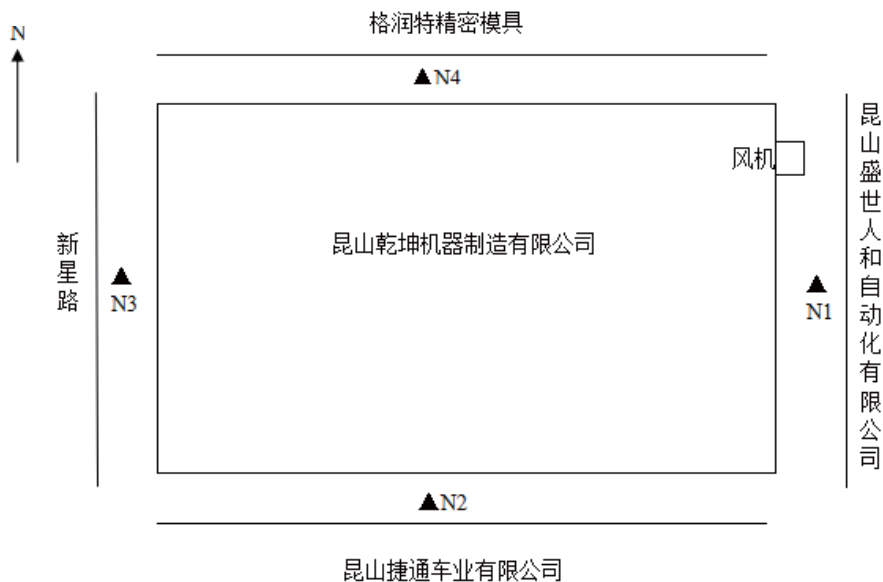 格润特精密模具
N
▲N4
风机
昆山乾坤机器制造有限公司
新星路
▲
N3
▲
N1
昆山盛世人和自动化有限公司
▲N2
昆山捷通车业有限公司